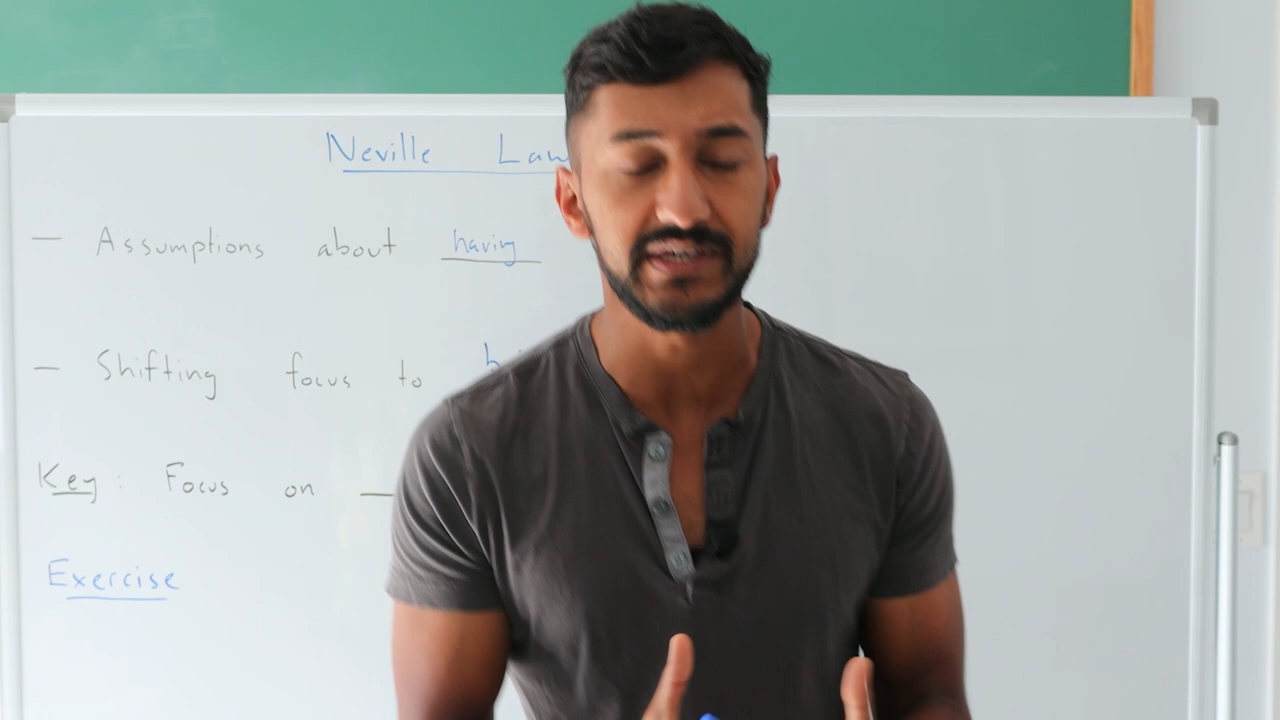 Neville Law
— Assumptions about having
— Shifting focus to
Key: Focus on —
Exercise